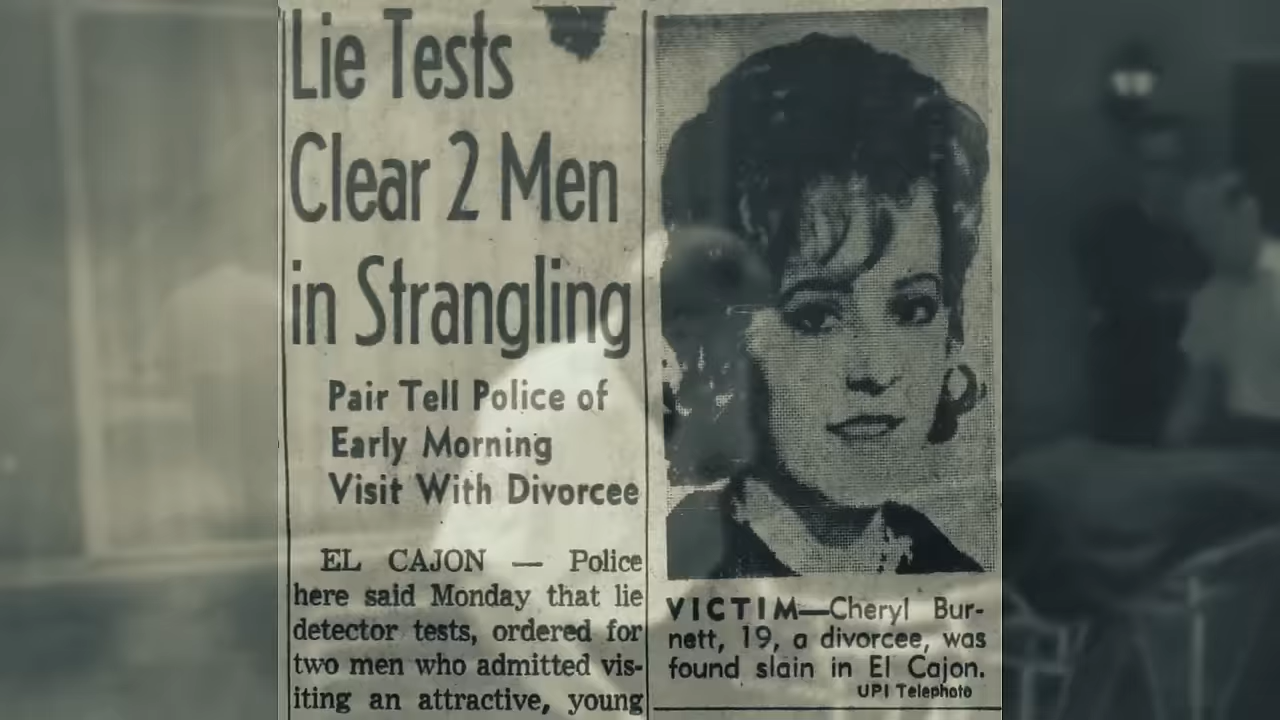 Lie Tests
Clear 2 Men
in Strangling
Pair Tell Police of
Early Morning
Visit With Divorcee
EL CAJON — Police
here said Monday that lie
detector tests, ordered for
two men who admitted vis-
iting an attractive, young
VICTIM—Cheryl Bur-
nett, 19, a divorcee, was
found slain in El Cajon.
UPI Telephoto